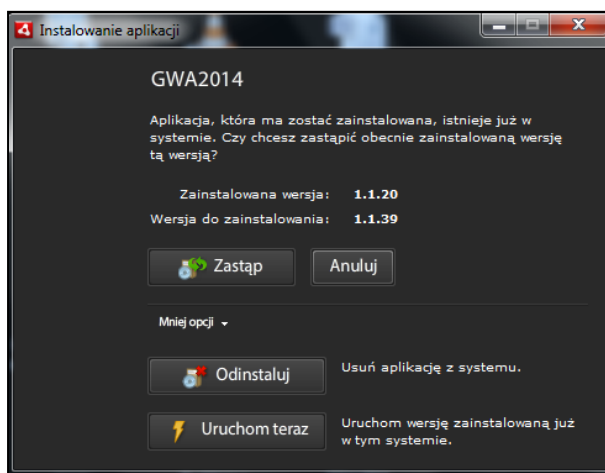 Instalowanie aplikacji
GWA2014
Aplikacja, która ma zostać zainstalowana, istnieje już w
systemie. Czy chcesz zastąpić obecnie zainstalowaną wersję
tą wersją?
Zainstalowana wersja: 1.1.20
Wersja do zainstalowania: 1.1.39
Zastąp Anuluj
Mniej opcji
Odinstaluj Usuń aplikację z systemu.
Uruchom teraz Uruchom wersję zainstalowaną już
w tym systemie.